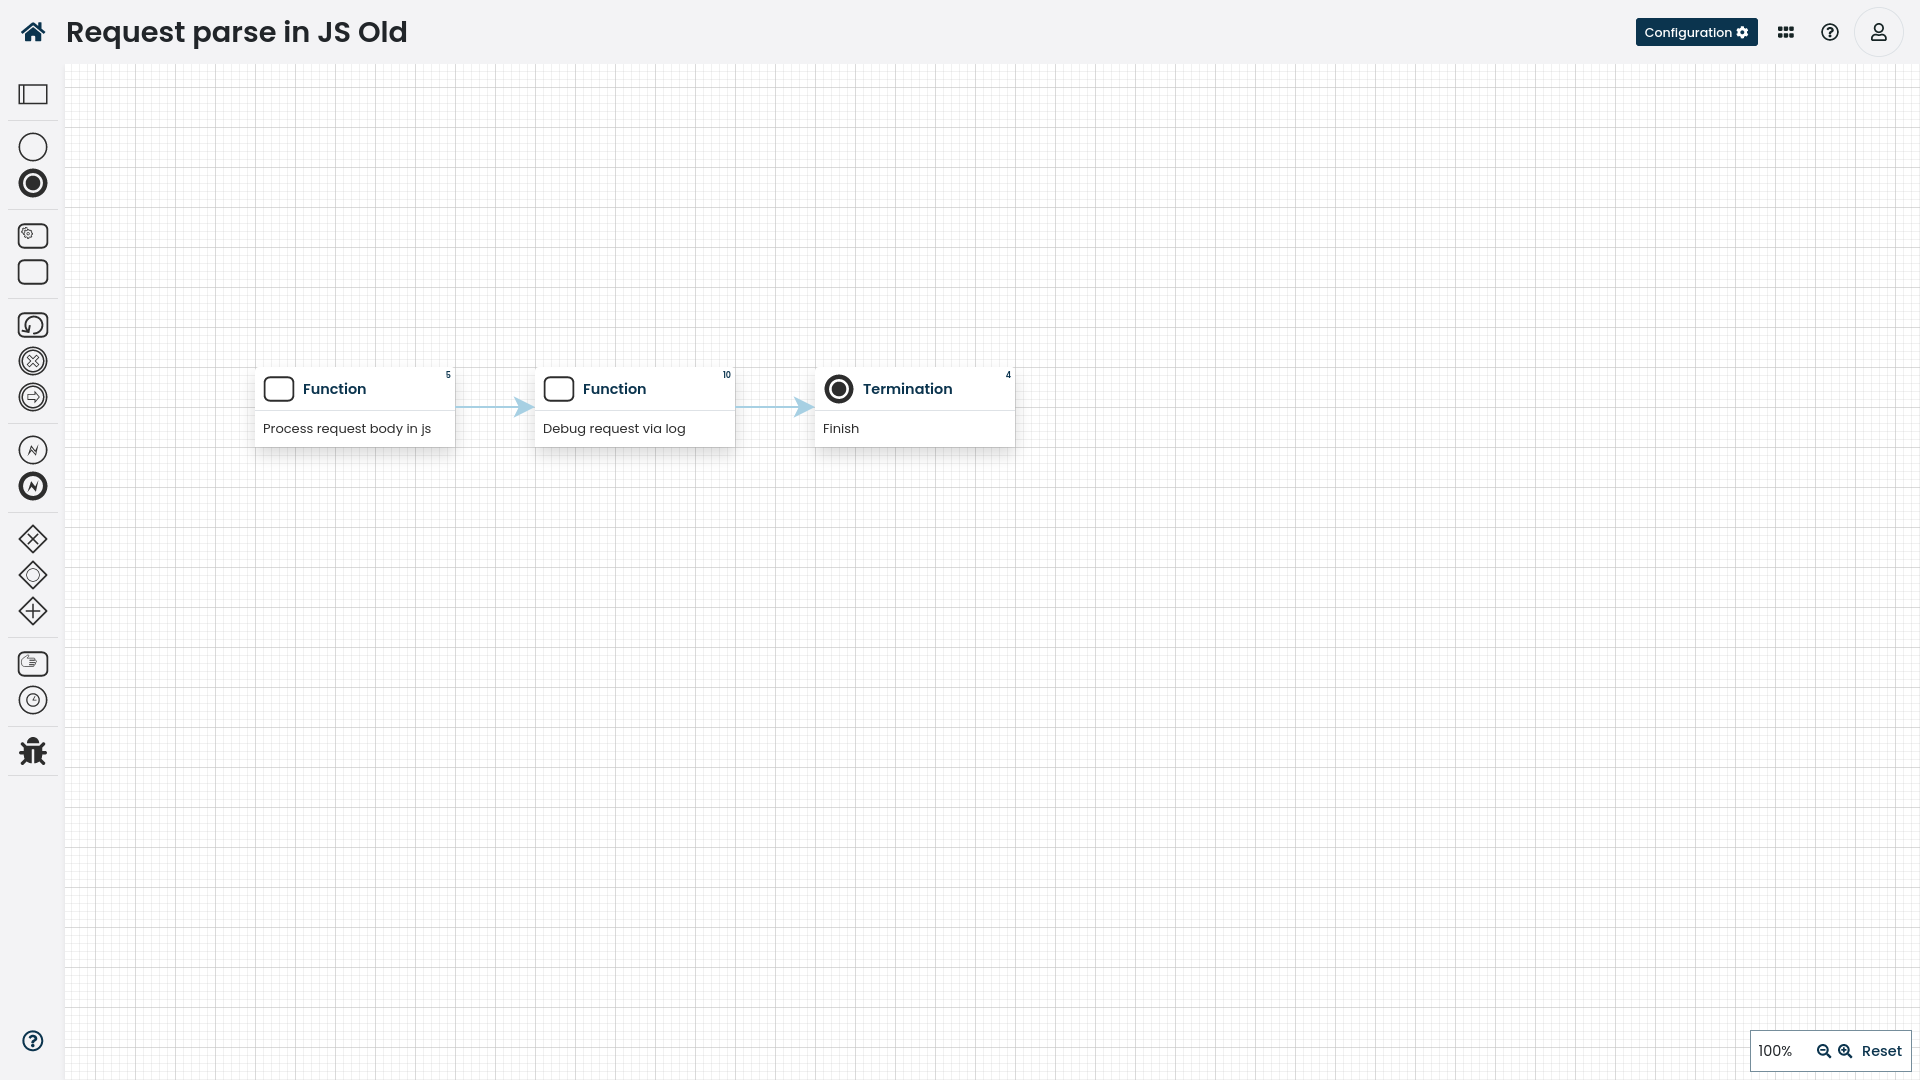 Request parse in JS Old
Configuration
5
Function
Process request body in js
10
Function
Debug request via log
4
Termination
Finish
100%
Reset